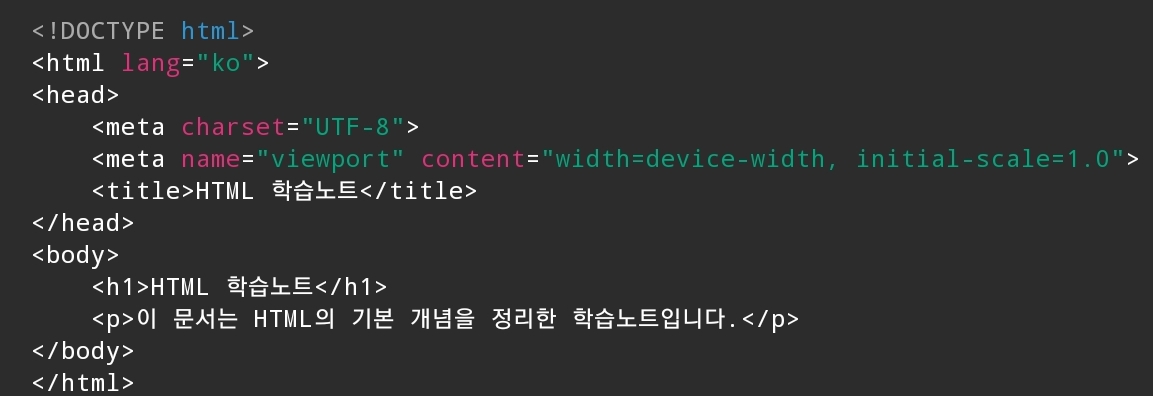 <!DOCTYPE html>
<html lang="ko">
<head>
    <meta charset="UTF-8">
    <meta name="viewport" content="width=device-width, initial-scale=1.0">
    <title>HTML 학습노트</title>
</head>
<body>
    <h1>HTML 학습노트</h1>
    <p>이 문서는 HTML의 기본 개념을 정리한 학습노트입니다.</p>
</body>
</html>